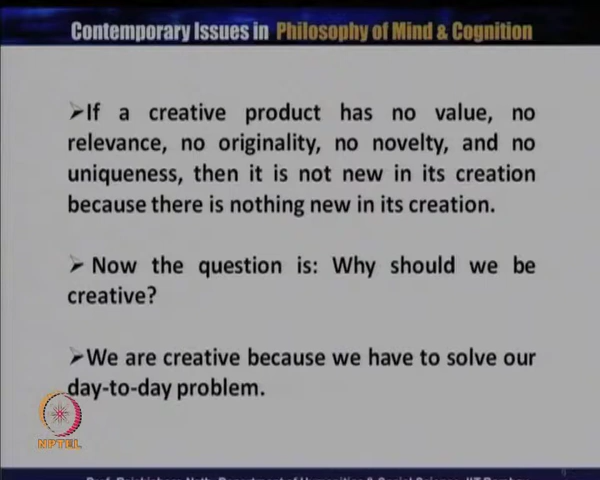 Contemporary Issues in Philosophy of Mind & Cognition
➢If a creative product has no value, no
relevance, no originality, no novelty, and no
uniqueness, then it is not new in its creation
because there is nothing new in its creation.
➢ Now the question is: Why should we be
creative?
➢We are creative because we have to solve our
day-to-day problem.
NPTEL